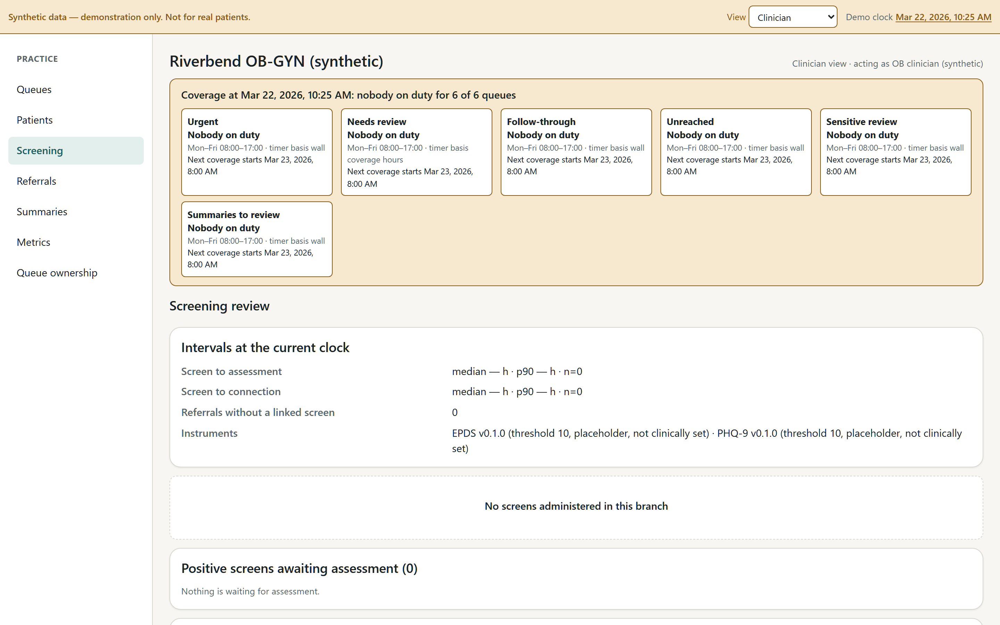 Synthetic data — demonstration only. Not for real patients.
View Clinician Demo clock Mar 22, 2026, 10:25 AM
PRACTICE
Queues
Patients
Screening
Referrals
Summaries
Metrics
Queue ownership
Riverbend OB-GYN (synthetic)
Clinician view · acting as OB clinician (synthetic)
Coverage at Mar 22, 2026, 10:25 AM: nobody on duty for 6 of 6 queues
Urgent
Nobody on duty
Mon–Fri 08:00–17:00 · timer basis wall
Next coverage starts Mar 23, 2026,
8:00 AM
Needs review
Nobody on duty
Mon–Fri 08:00–17:00 · timer basis
coverage hours
Next coverage starts Mar 23, 2026,
8:00 AM
Follow-through
Nobody on duty
Mon–Fri 08:00–17:00 · timer basis wall
Next coverage starts Mar 23, 2026,
8:00 AM
Unreached
Nobody on duty
Mon–Fri 08:00–17:00 · timer basis wall
Next coverage starts Mar 23, 2026,
8:00 AM
Sensitive review
Nobody on duty
Mon–Fri 08:00–17:00 · timer basis wall
Next coverage starts Mar 23, 2026,
8:00 AM
Summaries to review
Nobody on duty
Mon–Fri 08:00–17:00 · timer basis wall
Next coverage starts Mar 23, 2026,
8:00 AM
Screening review
Intervals at the current clock
Screen to assessment median — h · p90 — h · n=0
Screen to connection median — h · p90 — h · n=0
Referrals without a linked screen 0
Instruments EPDS v0.1.0 (threshold 10, placeholder, not clinically set) · PHQ-9 v0.1.0 (threshold 10, placeholder, not clinically
set)
No screens administered in this branch
Positive screens awaiting assessment (0)
Nothing is waiting for assessment.